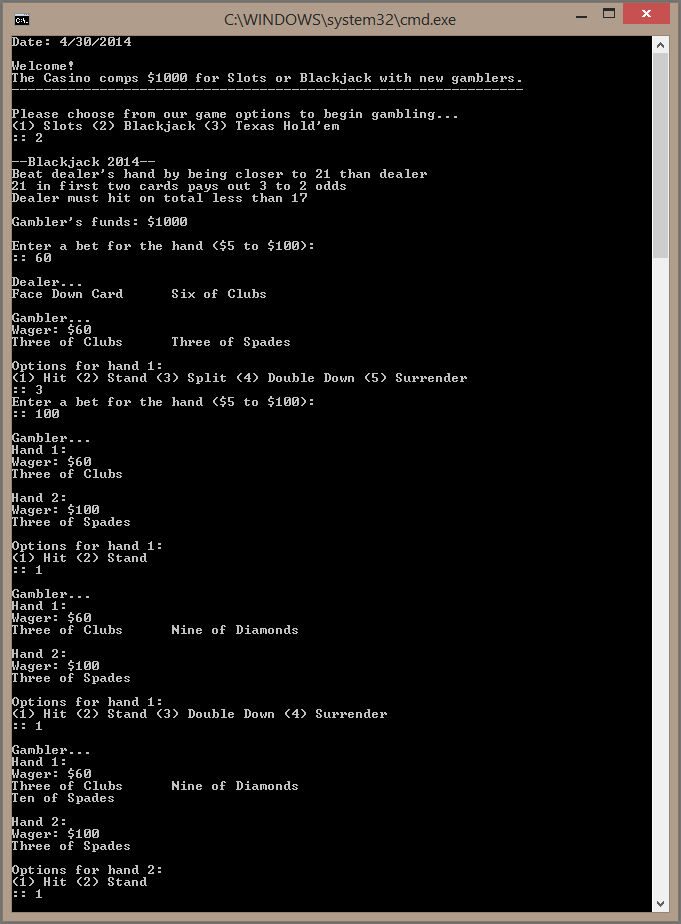 C:\WINDOWS\system32\cmd.exe
Date: 4/30/2014
Welcome!
The Casino comps $1000 for Slots or Blackjack with new gamblers.
----------------------------------------------------------------
Please choose from our game options to begin gambling...
(1) Slots (2) Blackjack (3) Texas Hold'em
:: 2
--Blackjack 2014--
Beat dealer's hand by being closer to 21 than dealer
21 in first two cards pays out 3 to 2 odds
Dealer must hit on total less than 17
Gambler's funds: $1000
Enter a bet for the hand ($5 to $100):
:: 60
Dealer...
Face Down Card      Six of Clubs
Gambler...
Wager: $60
Three of Clubs      Three of Spades
Options for hand 1:
(1) Hit (2) Stand (3) Split (4) Double Down (5) Surrender
:: 3
Enter a bet for the hand ($5 to $100):
:: 100
Gambler...
Hand 1:
Wager: $60
Three of Clubs
Hand 2:
Wager: $100
Three of Spades
Options for hand 1:
(1) Hit (2) Stand
:: 1
Gambler...
Hand 1:
Wager: $60
Three of Clubs      Nine of Diamonds
Hand 2:
Wager: $100
Three of Spades
Options for hand 1:
(1) Hit (2) Stand (3) Double Down (4) Surrender
:: 1
Gambler...
Hand 1:
Wager: $60
Three of Clubs      Nine of Diamonds
Ten of Spades
Hand 2:
Wager: $100
Three of Spades
Options for hand 2:
(1) Hit (2) Stand
:: 1